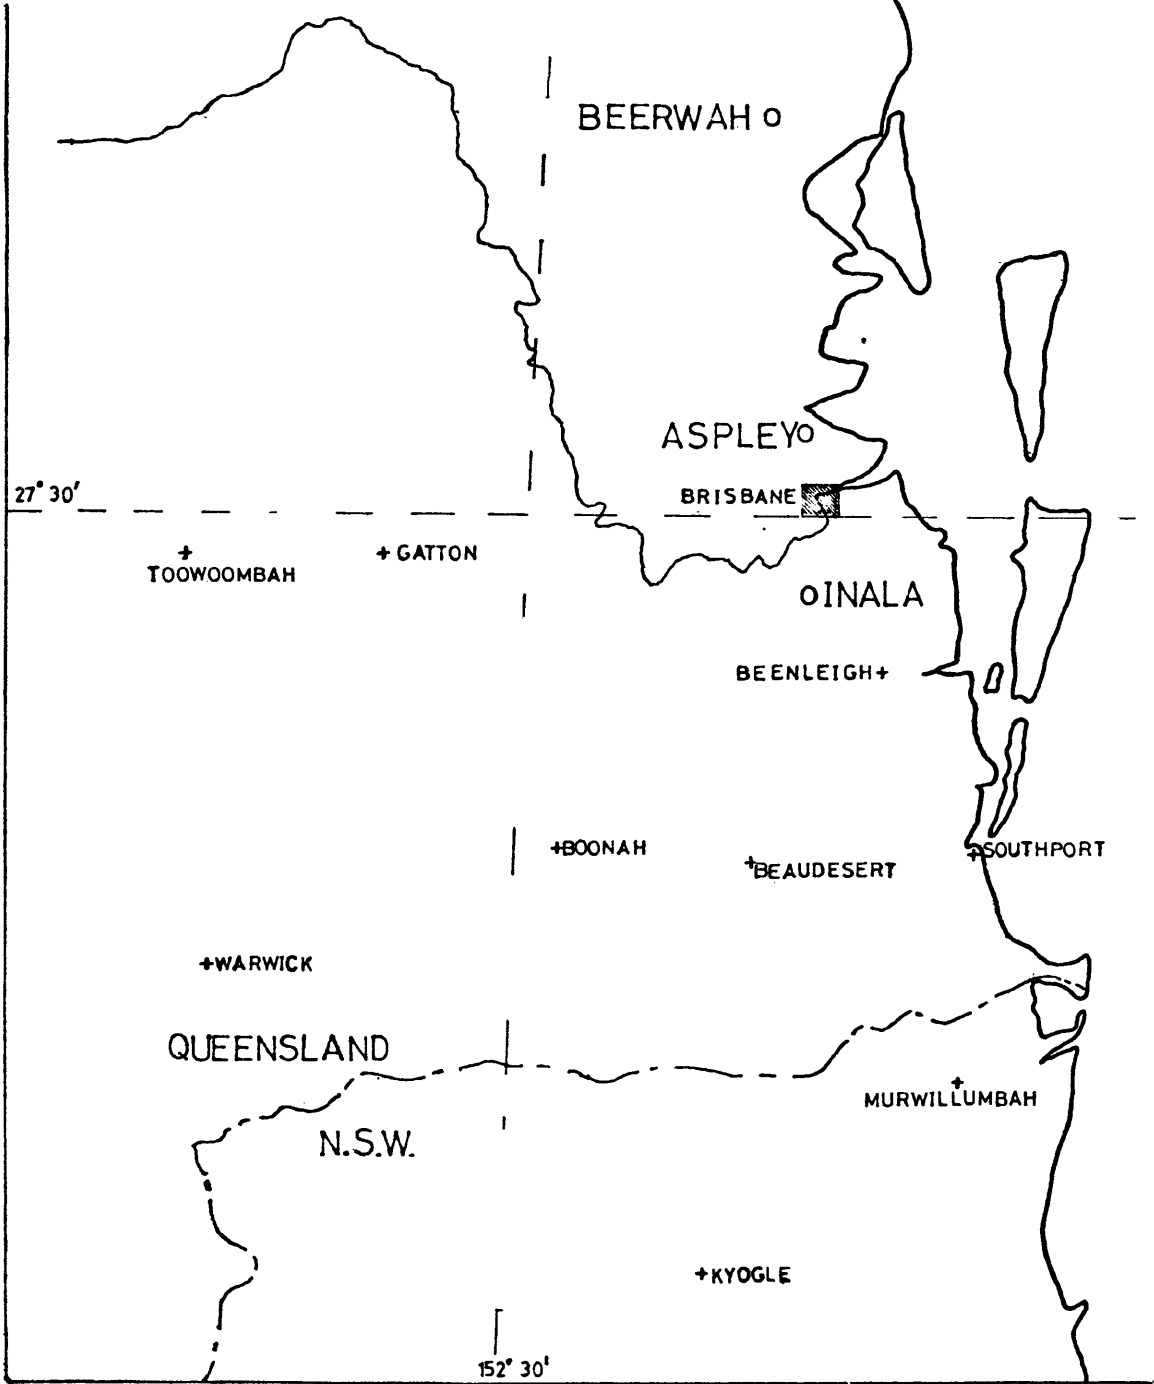 BEERWAH
ASPLEY
27° 30'
BRISBANE
GATTON
TOOWOOMBAH
INALA
BEENLEIGH
BOONAH
SOUTHPORT
BEAUDESERT
WARWICK
QUEENSLAND
MURWILLUMBAH
N.S.W.
KYOGLE
152° 30'